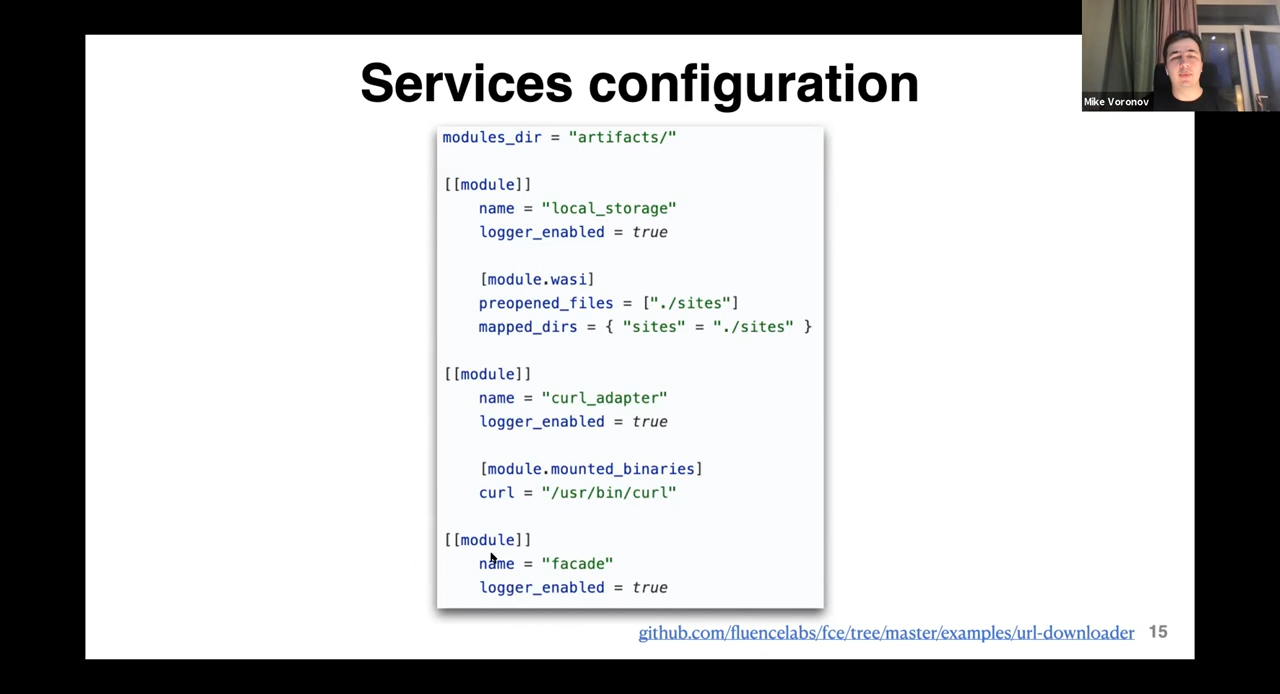 Services configuration
Mike Voronov
modules_dir = "artifacts/"
[[module]]
name = "local_storage"
logger_enabled = true
[module.wasi]
preopened_files = ["./sites"]
mapped_dirs = { "sites" = "./sites" }
[[module]]
name = "curl_adapter"
logger_enabled = true
[module.mounted_binaries]
curl = "/usr/bin/curl"
[[module]]
name = "facade"
logger_enabled = true
github.com/fluencelabs/fce/tree/master/examples/url-downloader 15